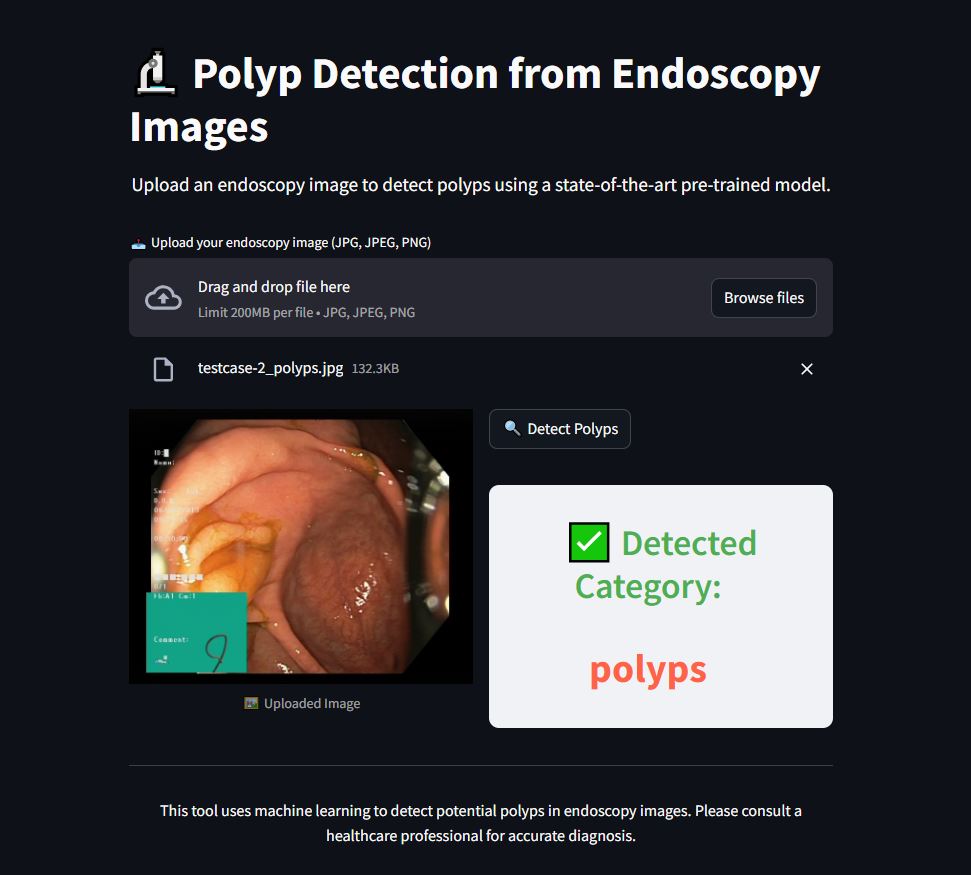 Polyp Detection from Endoscopy
Images
Upload an endoscopy image to detect polyps using a state-of-the-art pre-trained model.
Upload your endoscopy image (JPG, JPEG, PNG)
Drag and drop file here
Limit 200MB per file • JPG, JPEG, PNG
Browse files
testcase-2_polyps.jpg 132.3KB
Detect Polyps
Name:
Comment:
Detected
Category:
polyps
Uploaded Image
This tool uses machine learning to detect potential polyps in endoscopy images. Please consult a
healthcare professional for accurate diagnosis.